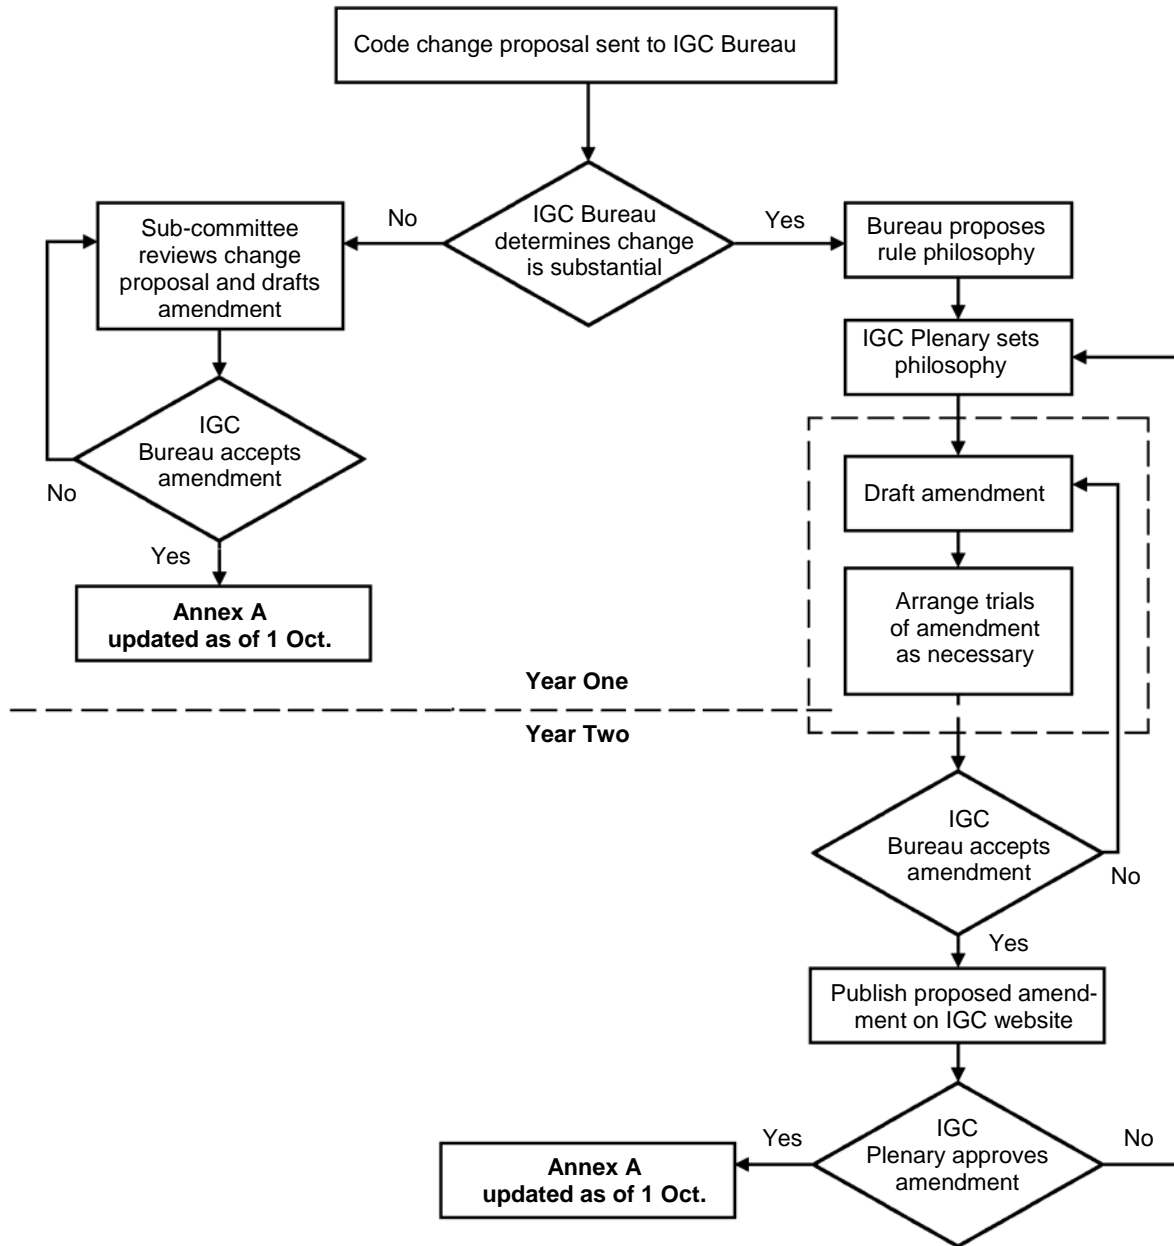 Code change proposal sent to IGC Bureau
No
IGC Bureau
determines change
is substantial
Yes
Sub-committee
reviews change
proposal and drafts
amendment
Bureau proposes
rule philosophy
IGC Plenary sets
philosophy
IGC
Bureau accepts
amendment
No
Yes
Annex A
updated as of 1 Oct.
Draft amendment
Arrange trials
of amendment
as necessary
Year One
Year Two
IGC
Bureau accepts
amendment
No
Yes
Publish proposed amend-
ment on IGC website
IGC
Plenary approves
amendment
Yes
No
Annex A
updated as of 1 Oct.